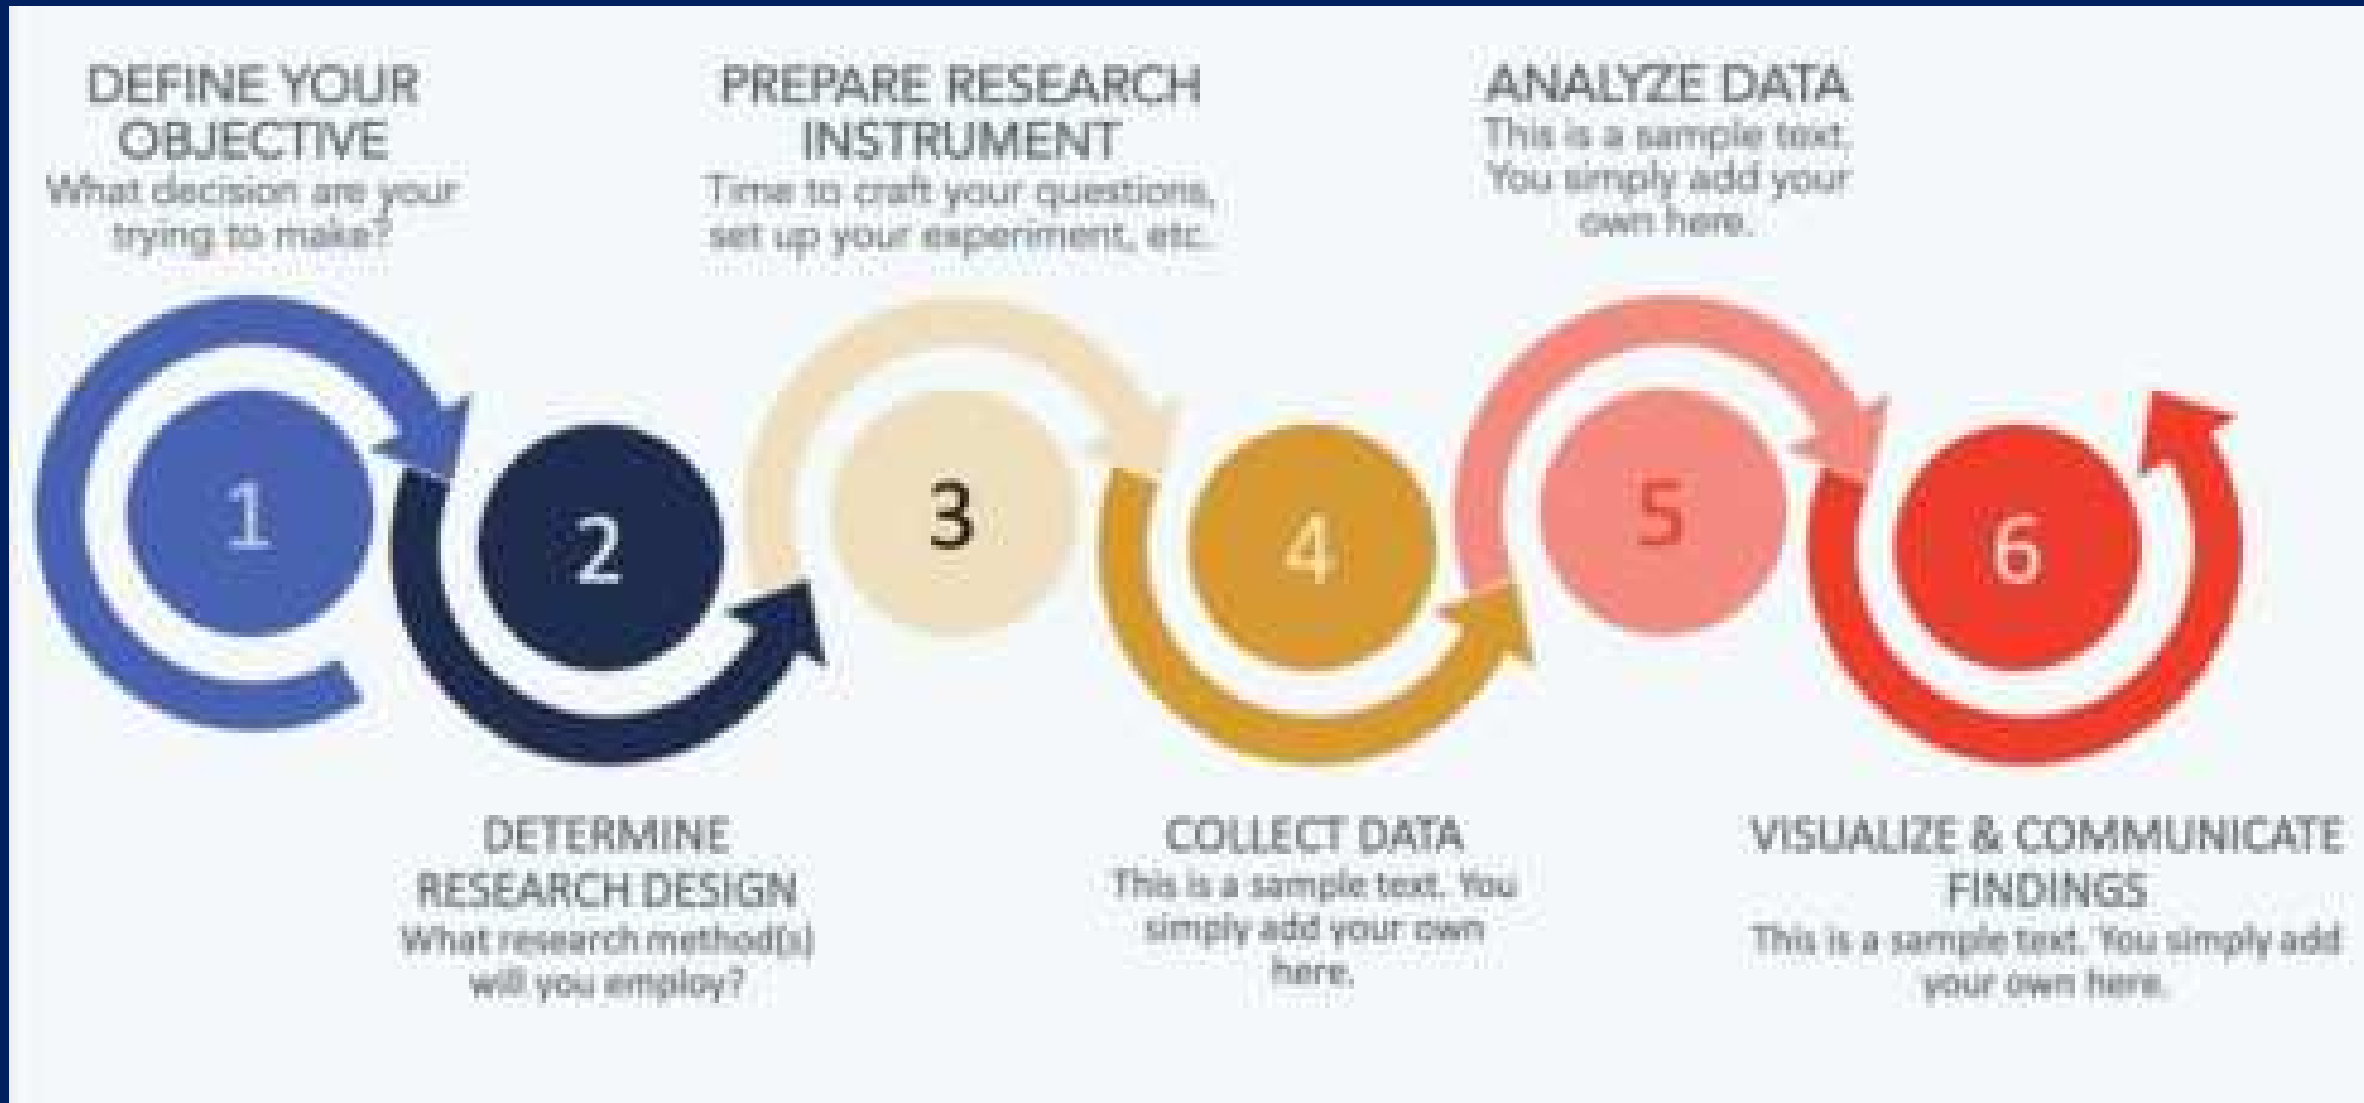 DEFINE YOUR
OBJECTIVE
What decision are your
trying to make?
1
DETERMINE
RESEARCH DESIGN
What research method(s)
will you employ?
2
PREPARE RESEARCH
INSTRUMENT
Time to craft your questions,
set up your experiment, etc.
3
COLLECT DATA
This is a sample text. You
simply add your own
here.
4
ANALYZE DATA
This is a sample text.
You simply add your
own here.
5
VISUALIZE & COMMUNICATE
FINDINGS
This is a sample text. You simply add
your own here.
6